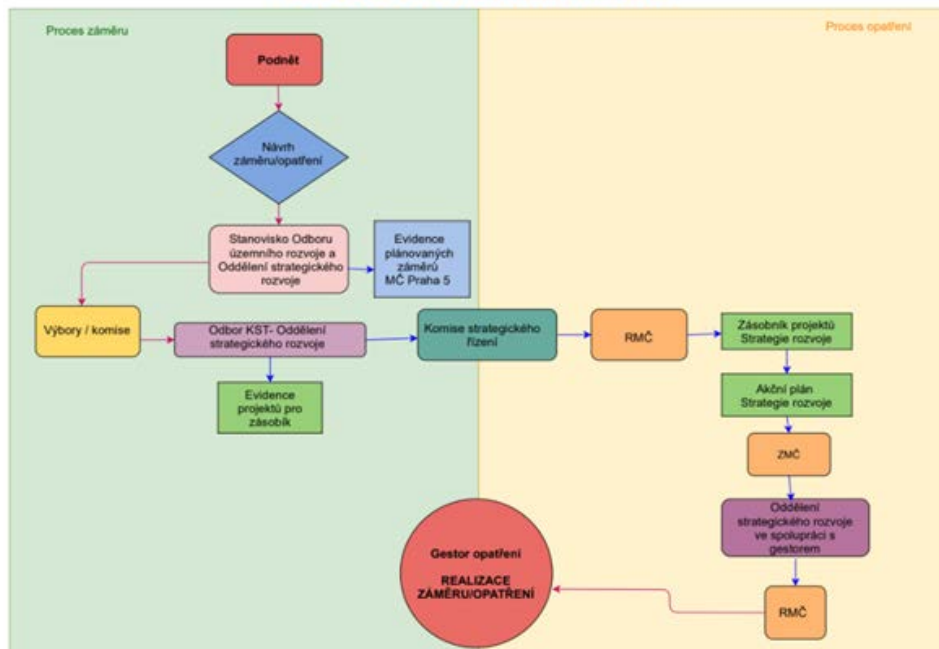 Proces záměru
Proces opatření
Podnět
Návrh
záměru/opatření
Stanovisko Odboru
územního rozvoje a
Oddělení strategického
rozvoje
Evidence
plánovaných
záměrů
MČ Praha 5
Výbory / komise
Odbor KST- Oddělení
strategického rozvoje
Komise strategického
řízení
RMČ
Zásobník projektů
Strategie rozvoje
Evidence
projektů pro
zásobík
Akční plán
Strategie rozvoje
ZMČ
Oddělení
strategického rozvoje
ve spolupráci s
gestorem
Gestor opatření
REALIZACE
ZÁMĚRU/OPATŘENÍ
RMČ